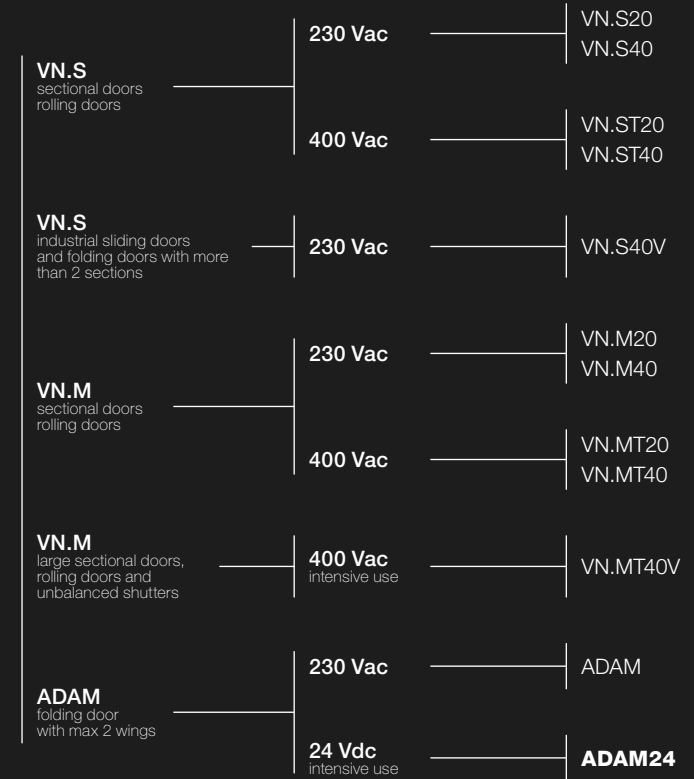 VN.S
sectional doors
rolling doors
230 Vac
VN.S20
VN.S40
400 Vac
VN.ST20
VN.ST40
VN.S
industrial sliding doors
and folding doors with more
than 2 sections
230 Vac
VN.S40V
VN.M
sectional doors
rolling doors
230 Vac
VN.M20
VN.M40
400 Vac
VN.MT20
VN.MT40
VN.M
large sectional doors,
rolling doors and
unbalanced shutters
400 Vac
intensive use
VN.MT40V
ADAM
folding door
with max 2 wings
230 Vac
ADAM
24 Vdc
intensive use
ADAM24